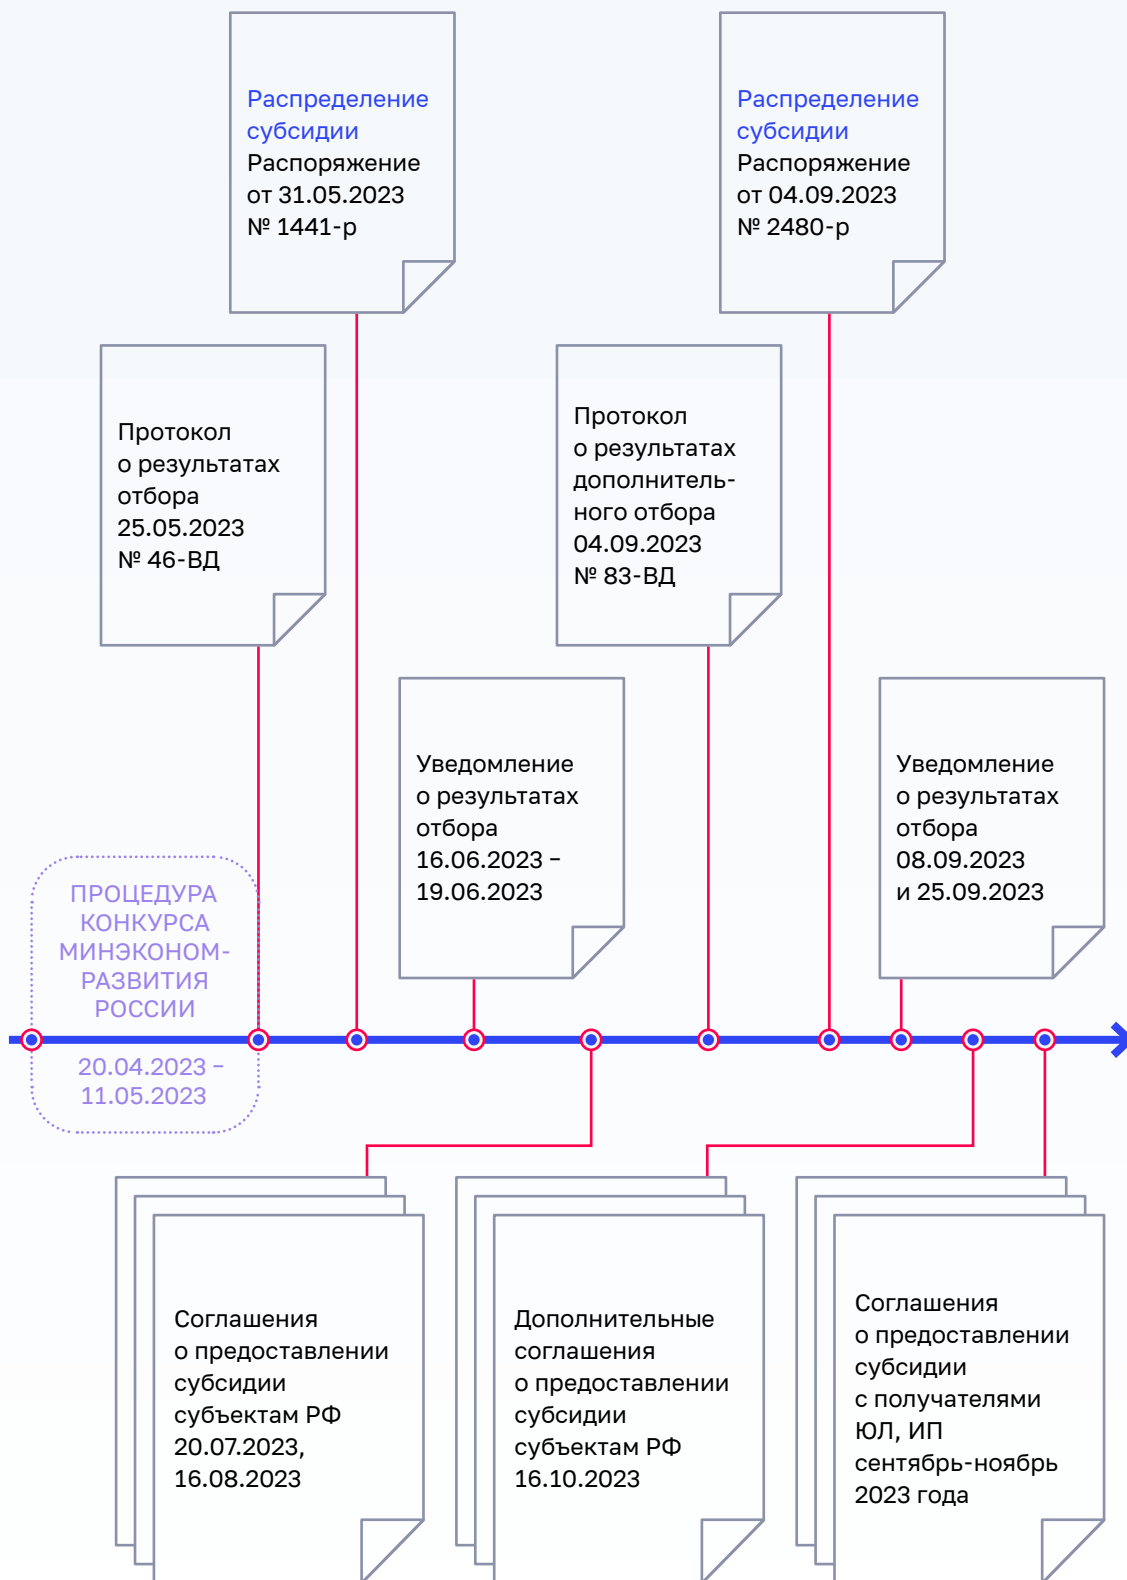 Распределение
субсидии
Распоряжение
от 31.05.2023
№ 1441-р
Распределение
субсидии
Распоряжение
от 04.09.2023
№ 2480-р
Протокол
о результатах
отбора
25.05.2023
№ 46-ВД
Протокол
о результатах
дополнитель-
ного отбора
04.09.2023
№ 83-ВД
Уведомление
о результатах
отбора
16.06.2023 –
19.06.2023
Уведомление
о результатах
отбора
08.09.2023
и 25.09.2023
ПРОЦЕДУРА
КОНКУРСА
МИНЭКОНОМ-
РАЗВИТИЯ
РОССИИ
20.04.2023 –
11.05.2023
Соглашения
о предоставлении
субсидии
субъектам РФ
20.07.2023,
16.08.2023
Дополнительные
соглашения
о предоставлении
субсидии
субъектам РФ
16.10.2023
Соглашения
о предоставлении
субсидии
с получателями
ЮЛ, ИП
сентябрь-ноябрь
2023 года